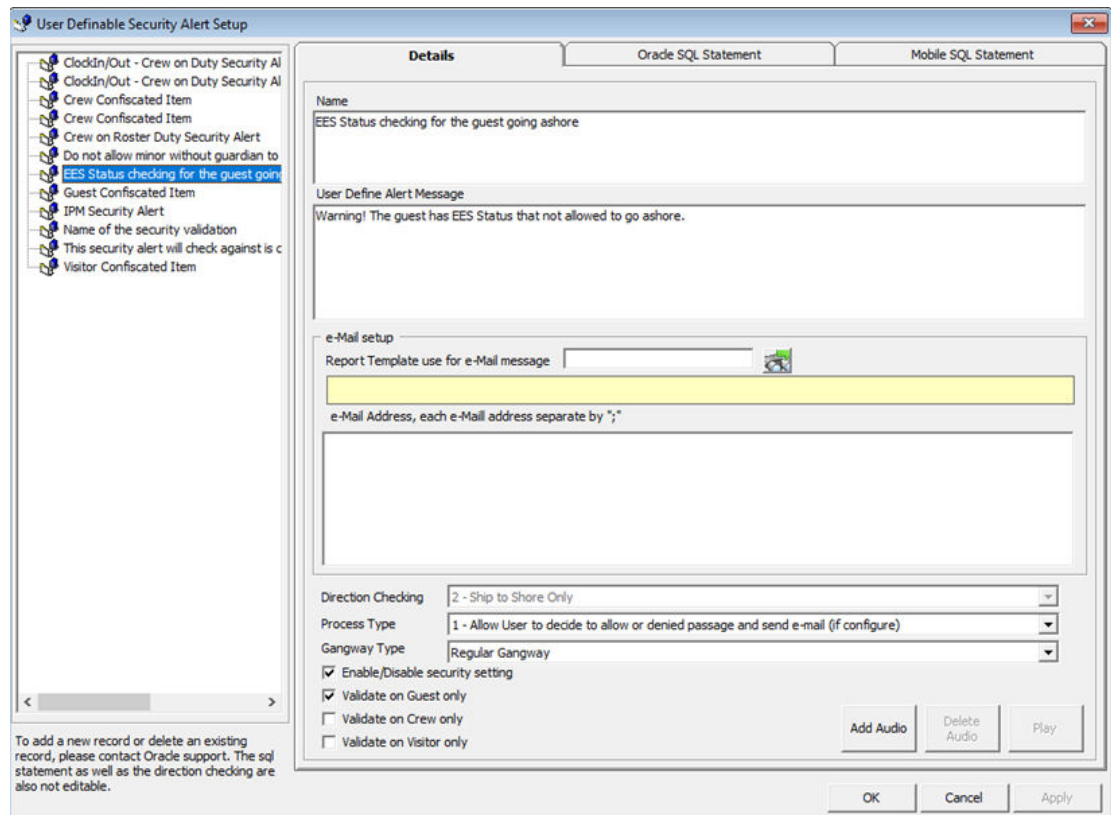 User Definable Security Alert Setup
ClockIn/Out - Crew on Duty Security Al
ClockIn/Out - Crew on Duty Security Al
Crew Confiscated Item
Crew Confiscated Item
Crew on Roster Duty Security Alert
Do not allow minor without guardian to
EES Status checking for the guest going
Guest Confiscated Item
IPM Security Alert
Name of the security validation
This security alert will check against is c
Visitor Confiscated Item
To add a new record or delete an existing
record, please contact Oracle support. The sql
statement as well as the direction checking are
also not editable.
Details
Oracle SQL Statement
Mobile SQL Statement
Name
EES Status checking for the guest going ashore
User Define Alert Message
Warning! The guest has EES Status that not allowed to go ashore.
e-Mail setup
Report Template use for e-Mail message
e-Mail Address, each e-Maill address separate by ";"
Direction Checking
2 - Ship to Shore Only
Process Type
1 - Allow User to decide to allow or denied passage and send e-mail (if configure)
Gangway Type
Regular Gangway
Enable/Disable security setting
Validate on Guest only
Validate on Crew only
Validate on Visitor only
Add Audio
Delete
Audio
Play
OK
Cancel
Apply